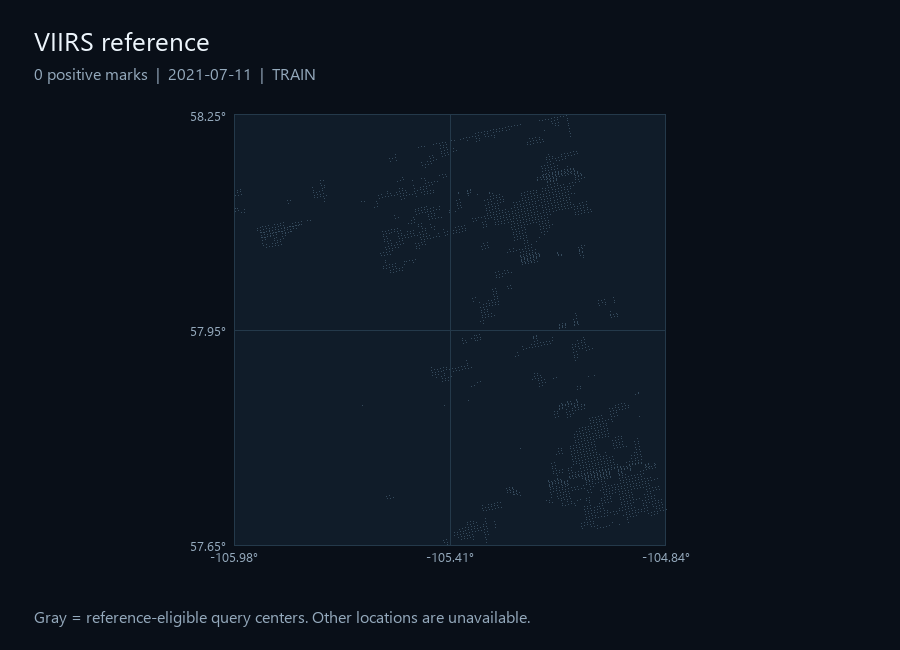 VIIRS reference
0 positive marks | 2021-07-11 | TRAIN
58.25°
57.95°
57.65°
-105.98°
-105.41°
-104.84°
Gray = reference-eligible query centers. Other locations are unavailable.